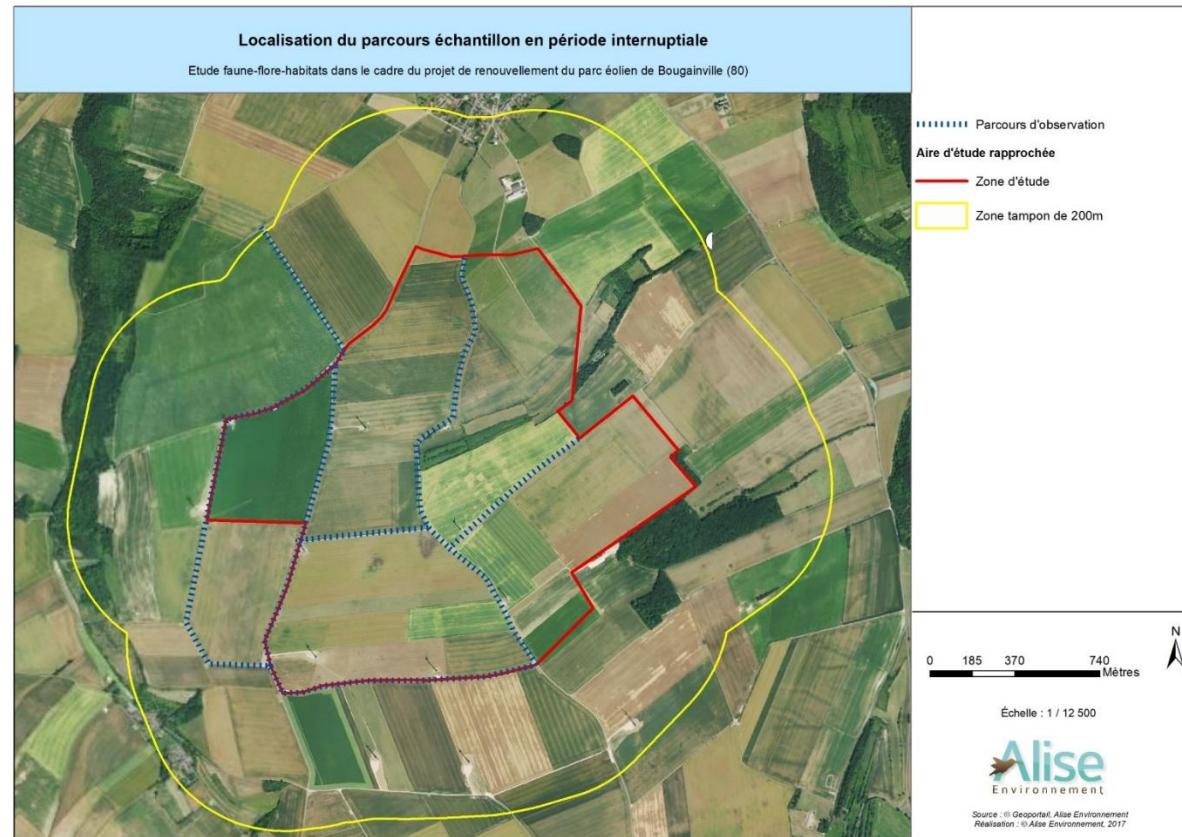 Localisation du parcours échantillon en période internuptiale
Etude faune-flore-habitats dans le cadre du projet de renouvellement du parc éolien de Bougainville (80)
Parcours d'observation
Aire d'étude rapprochée
Zone d'étude
Zone tampon de 200m
N
0 185 370 740
Mètres
Échelle : 1 / 12 500
Alise
Environnement
Source : © Geoportail, Alise Environnement
Réalisation : © Alise Environnement, 2017